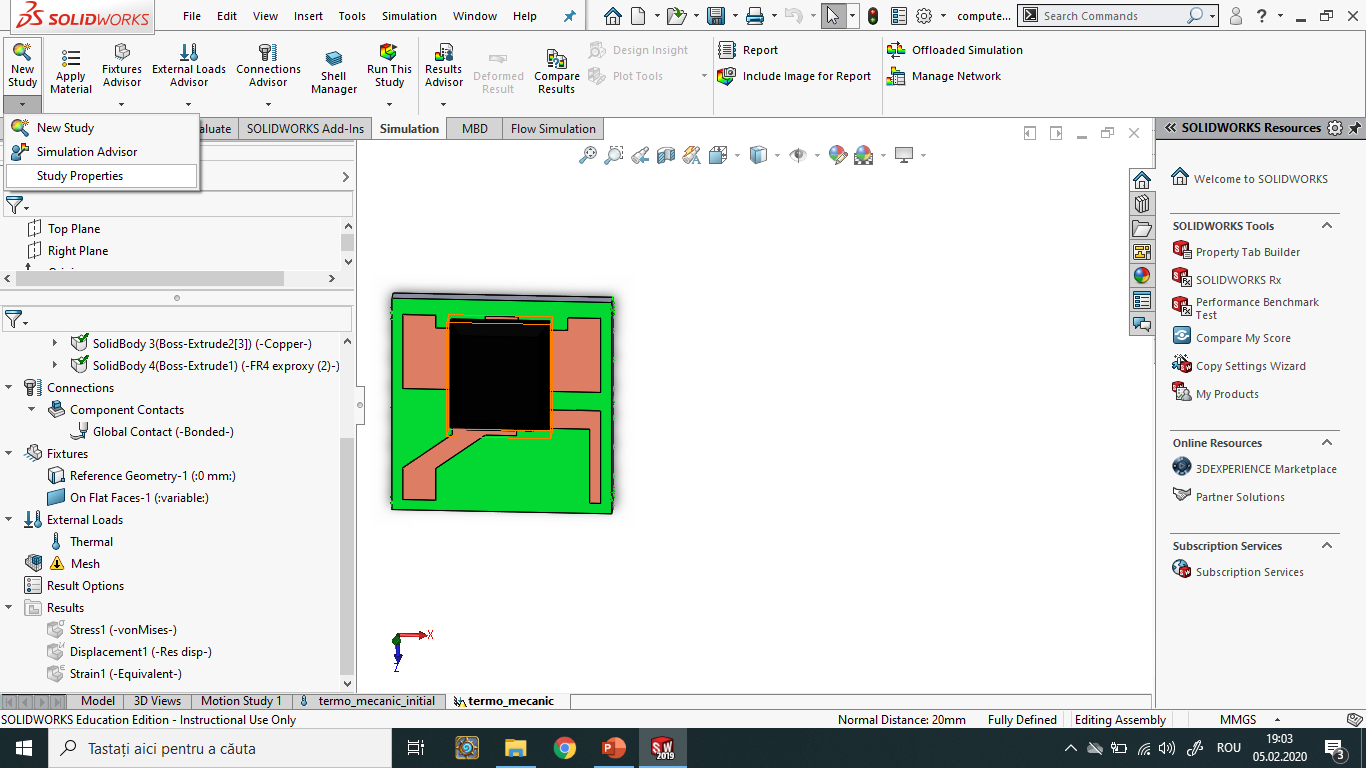 SOLIDWORKS
File Edit View Insert Tools Simulation Window Help
compute...
Search Commands
New Study
Apply Material
Fixtures Advisor
External Loads Advisor
Connections Advisor
Shell Manager
Run This Study
Results Advisor
Deformed Result
Compare Results
Design Insight
Plot Tools
Report
Include Image for Report
Offloaded Simulation
Manage Network
New Study
Simulation Advisor
Study Properties
aluate SOLIDWORKS Add-Ins Simulation MBD Flow Simulation
Top Plane
Right Plane
SolidBody 3(Boss-Extrude2[3]) (-Copper-)
SolidBody 4(Boss-Extrude1) (-FR4 exproxy (2)-)
Connections
Component Contacts
Global Contact (-Bonded-)
Fixtures
Reference Geometry-1 (:0 mm:)
On Flat Faces-1 (:variable:)
External Loads
Thermal
Mesh
Result Options
Results
Stress1 (-vonMises-)
Displacement1 (-Res disp-)
Strain1 (-Equivalent-)
X
Z
SOLIDWORKS Resources
Welcome to SOLIDWORKS
SOLIDWORKS Tools
Property Tab Builder
SOLIDWORKS Rx
Performance Benchmark
Test
Compare My Score
Copy Settings Wizard
My Products
Online Resources
3DEXPERIENCE Marketplace
Partner Solutions
Subscription Services
Subscription Services
Model 3D Views Motion Study 1 termo_mecanic_initial termo_mecanic
SOLIDWORKS Education Edition - Instructional Use Only
Normal Distance: 20mm Fully Defined Editing Assembly MMGS
Tastați aici pentru a căuta
SW 2019
ROU
19:03
05.02.2020
3